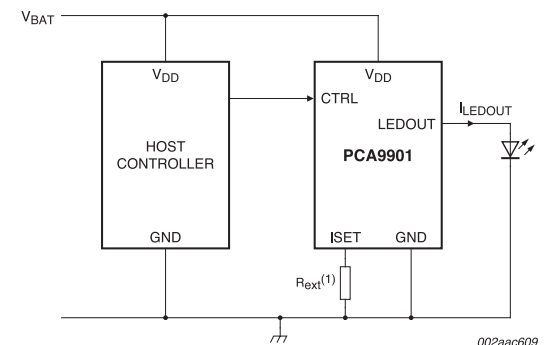 VBAT
VDD
VDD
CTRL
ILEDOUT
LEDOUT
HOST
CONTROLLER
PCA9901
GND
ISET
GND
Rext(1)
002aac609